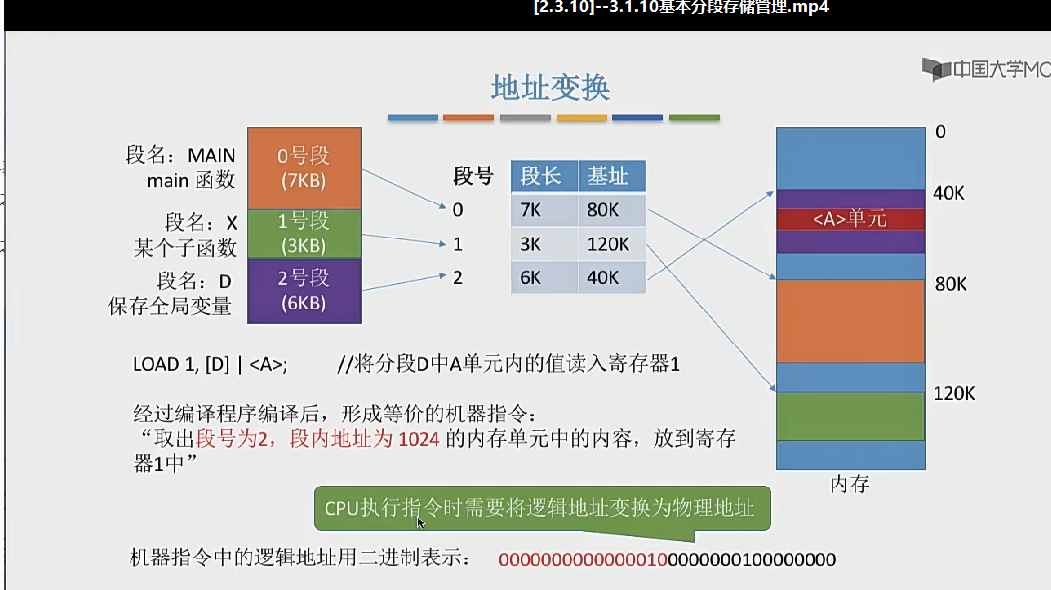 [2.3.10]--3.1.10基本分段存储管理.mp4
中国大学MO
地址变换
段名：MAIN
main 函数
0号段
(7KB)
段名：X
某个子函数
1号段
(3KB)
段名：D
保存全局变量
2号段
(6KB)
段号 段长 基址
0 7K 80K
1 3K 120K
2 6K 40K
0
40K
<A>单元
80K
120K
内存
LOAD 1, [D] | <A>; //将分段D中A单元内的值读入寄存器1
经过编译程序编译后，形成等价的机器指令：
“取出段号为2，段内地址为 1024 的内存单元中的内容，放到寄存
器1中”
CPU执行指令时需要将逻辑地址变换为物理地址
机器指令中的逻辑地址用二进制表示： 00000000000000100000000100000000